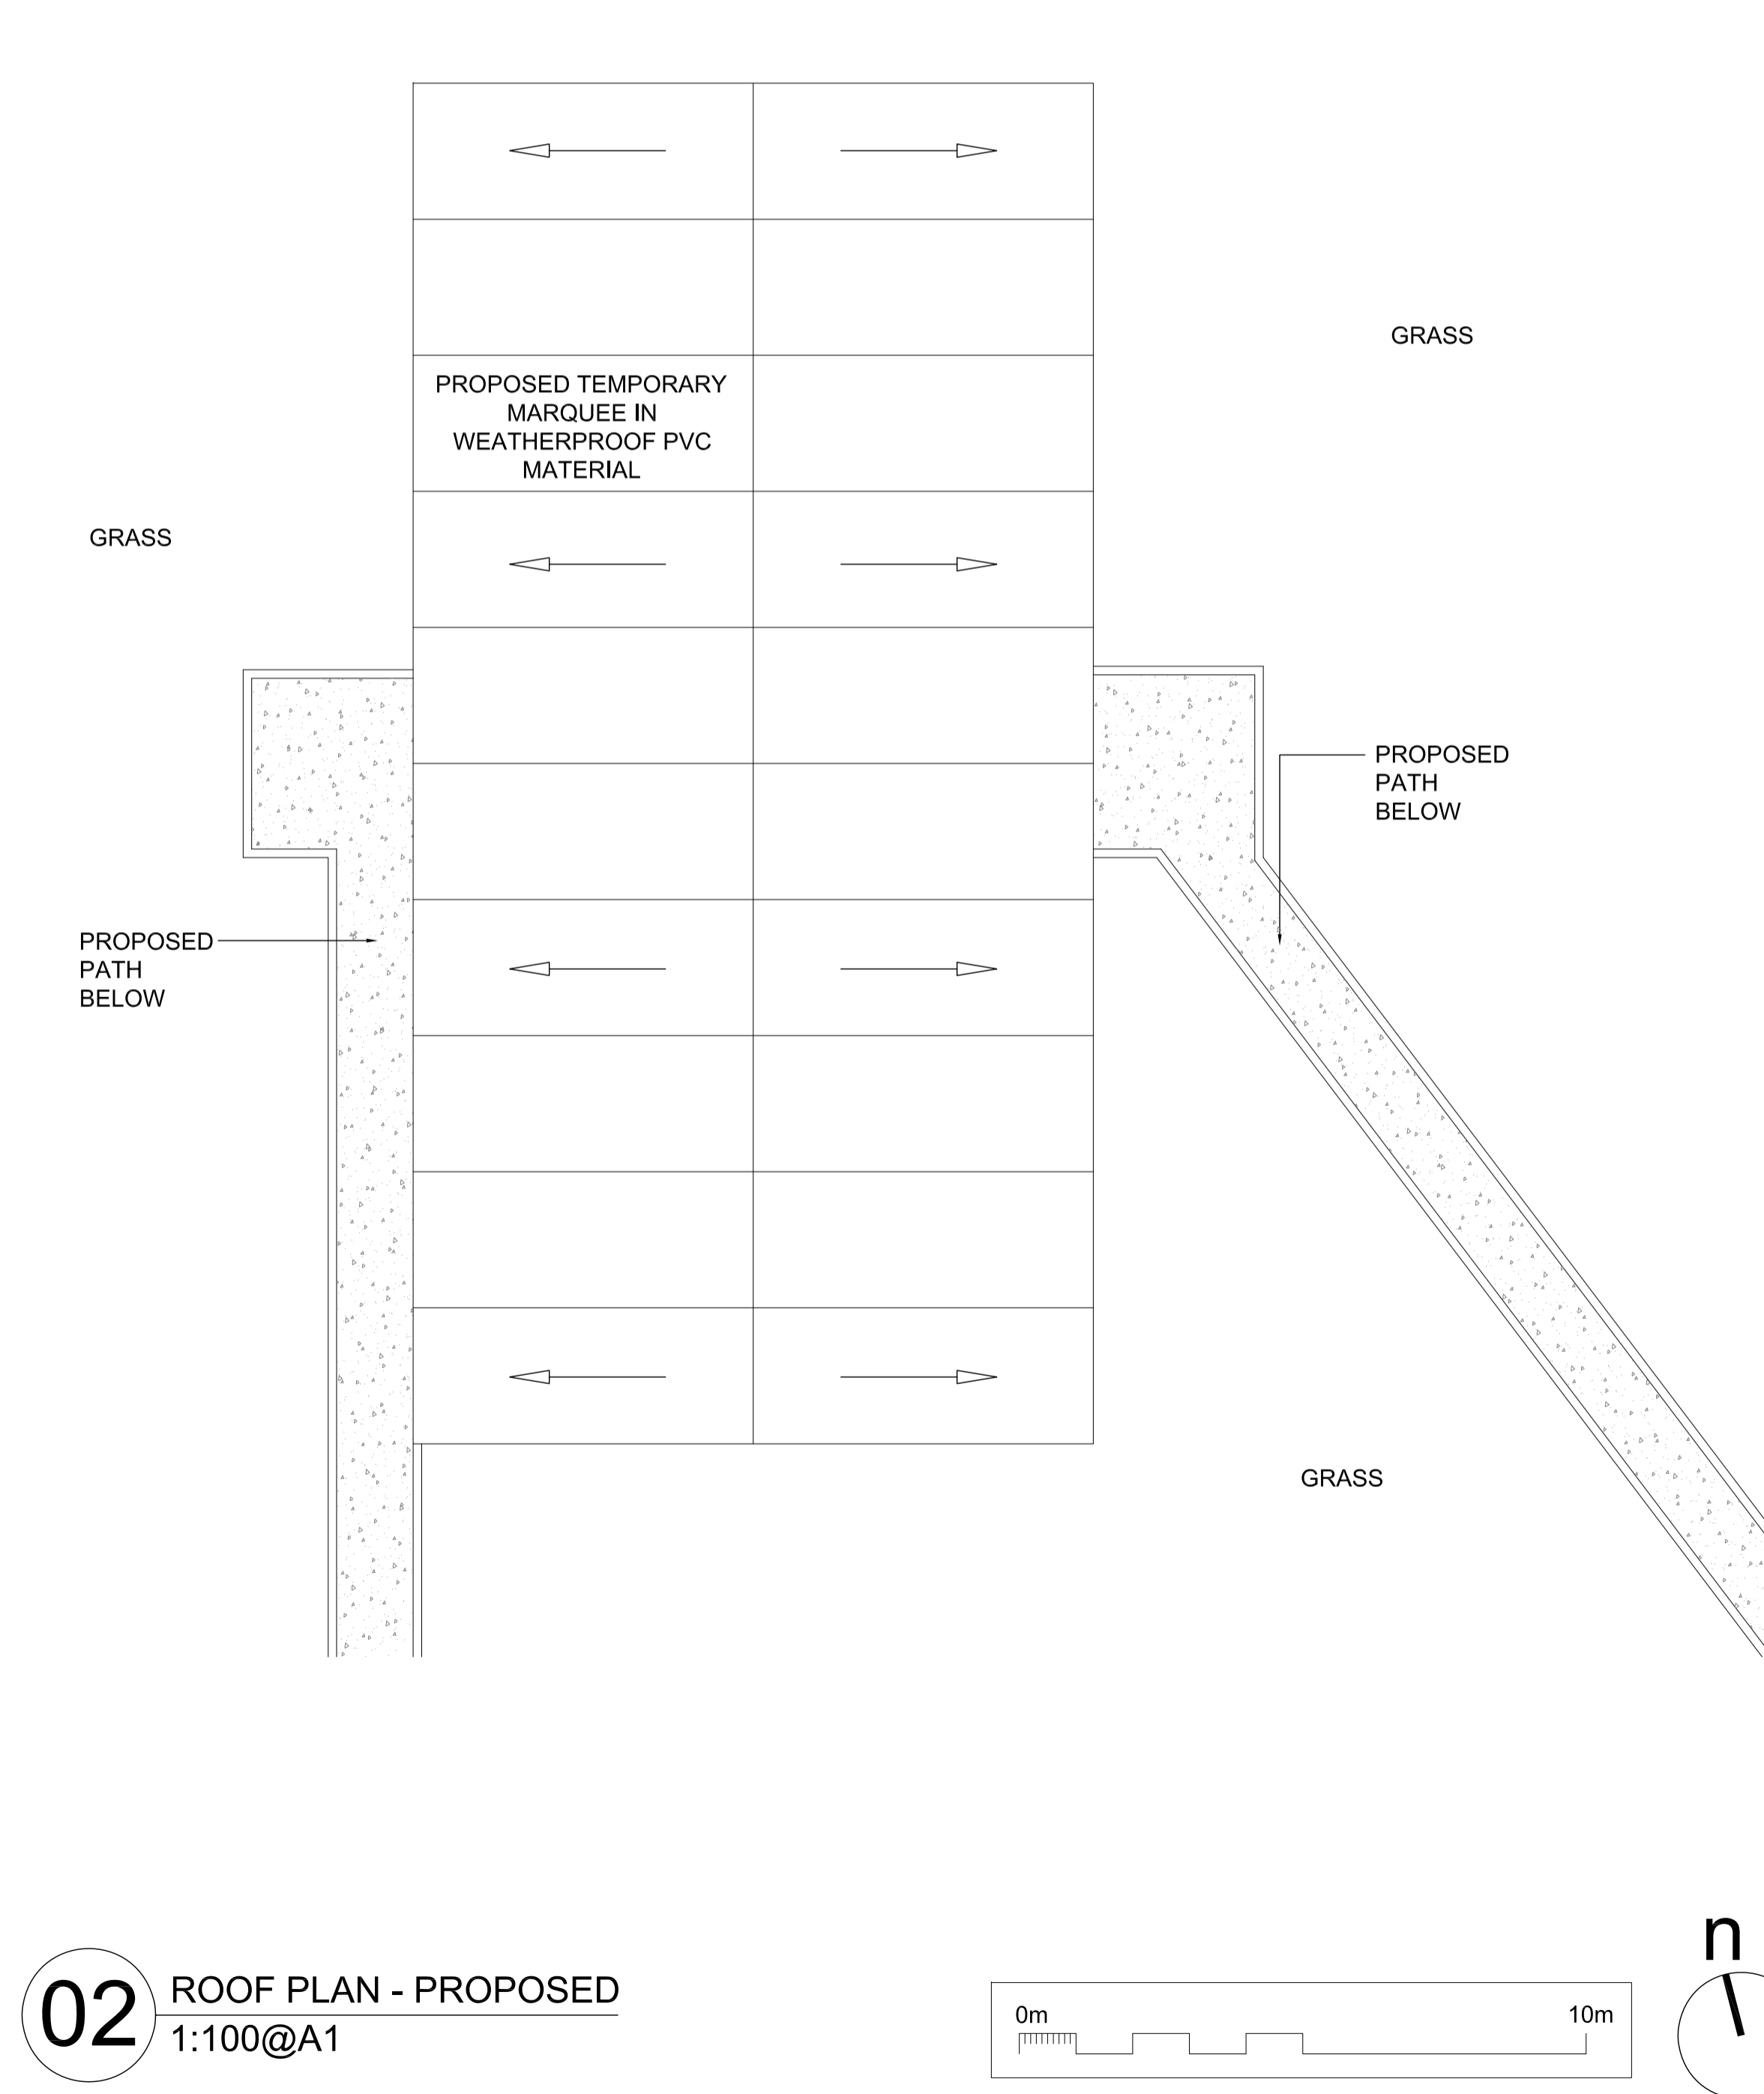 GRASS
PROPOSED TEMPORARY
MARQUEE IN
WEATHERPROOF PVC
MATERIAL
GRASS
PROPOSED
PATH
BELOW
PROPOSED
PATH
BELOW
GRASS
n
02
ROOF PLAN - PROPOSED
1:100@A1
0m
10m